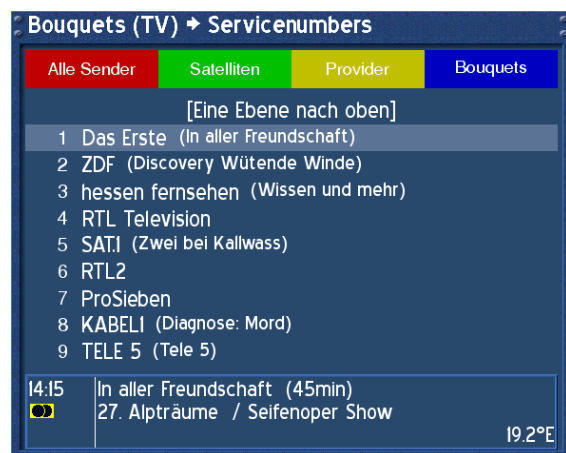 Bouquets (TV) ➜ Servicenumbers
Alle Sender Satelliten Provider Bouquets
[Eine Ebene nach oben]
1 Das Erste (In aller Freundschaft)
2 ZDF (Discovery Wütende Winde)
3 hessen fernsehen (Wissen und mehr)
4 RTL Television
5 SAT.1 (Zwei bei Kallwass)
6 RTL2
7 ProSieben
8 KABEL1 (Diagnose: Mord)
9 TELE 5 (Tele 5)
14:15 In aller Freundschaft (45min)
27. Alpträume / Seifenoper Show
19.2°E